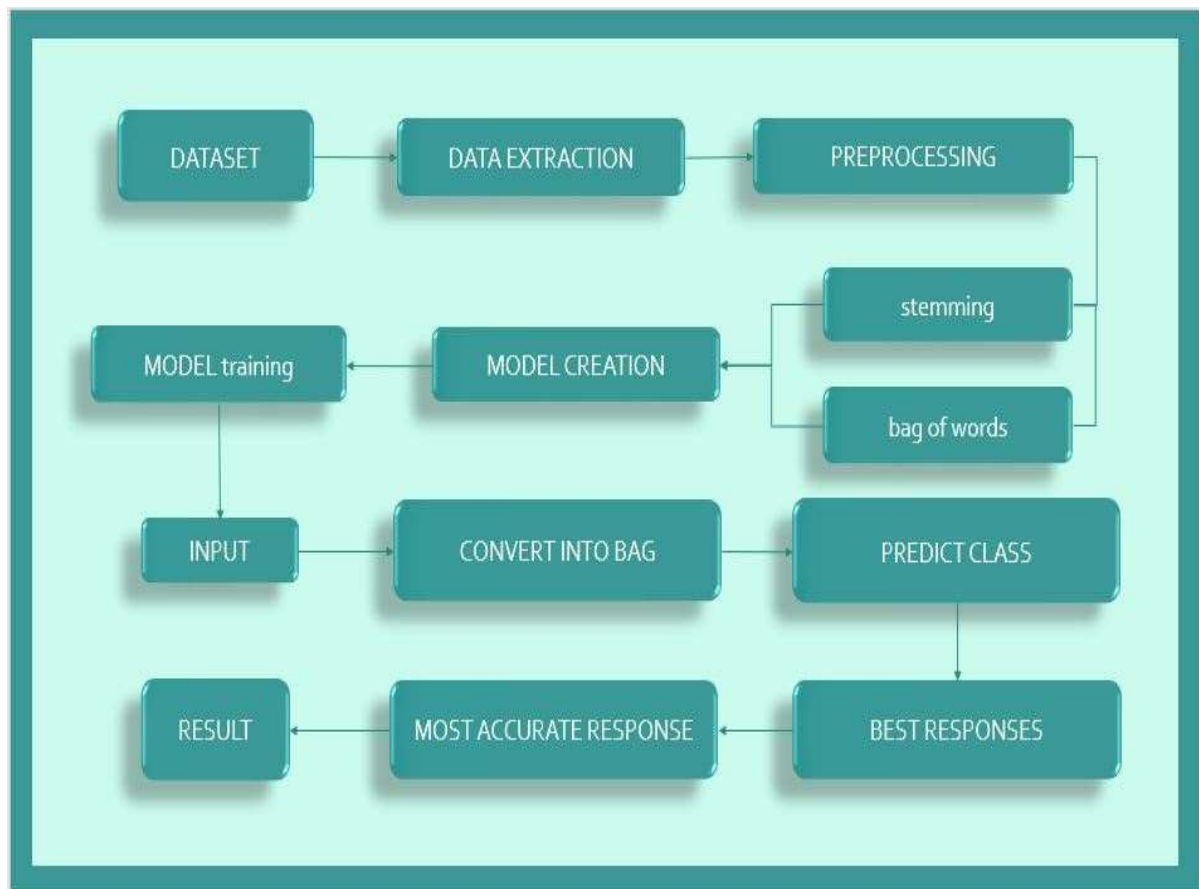 DATASET
DATA EXTRACTION
PREPROCESSING
stemming
bag of words
MODEL CREATION
MODEL training
INPUT
CONVERT INTO BAG
PREDICT CLASS
BEST RESPONSES
MOST ACCURATE RESPONSE
RESULT